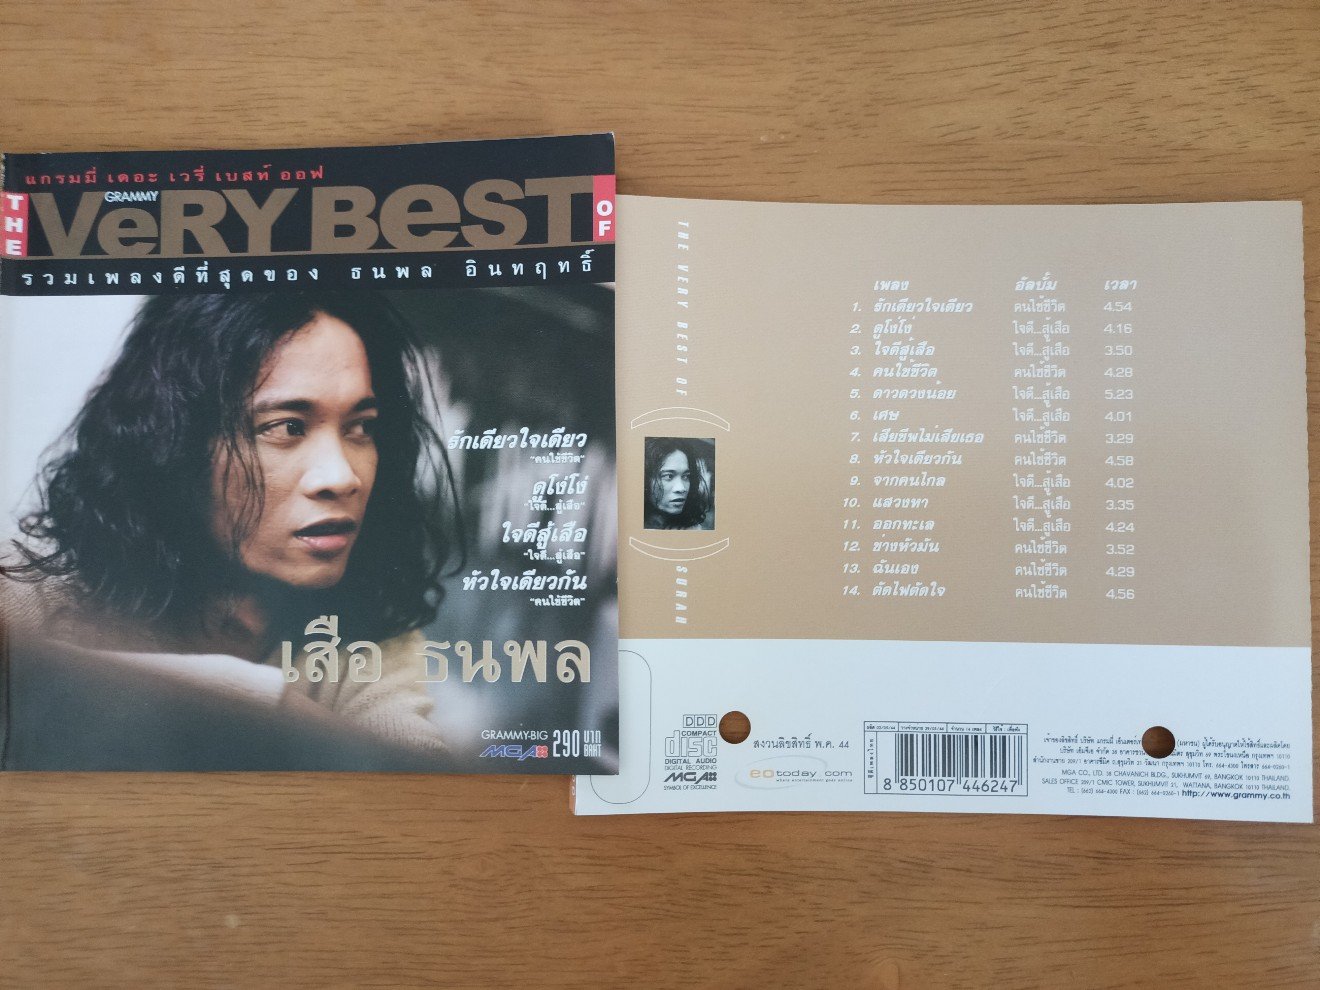 แกรมมี่ เดอะ เวรี่ เบสท์ ออฟ
THE
GRAMMY
VeRY BeST
OF
รวมเพลงดีที่สุดของ ธนพล อินทฤทธิ์
รักเดียวใจเดียว
"คนใช้ชีวิต"
ดูโง่โง่
"ใจดี...สู้เสือ"
ใจดีสู้เสือ
"ใจดี...สู้เสือ"
หัวใจเดียวกัน
"คนใช้ชีวิต"
เสือ ธนพล
GRAMMY-BIG
MGA
290 บาท
BAHT
THE VERY BEST OF
SURAH
เพลง อัลบั้ม เวลา
1. รักเดียวใจเดียว คนใช้ชีวิต 4.54
2. ดูโง่โง่ ใจดี...สู้เสือ 4.16
3. ใจดีสู้เสือ ใจดี...สู้เสือ 3.50
4. คนใช้ชีวิต คนใช้ชีวิต 4.28
5. ดาวดวงน้อย ใจดี...สู้เสือ 5.23
6. เศษ ใจดี...สู้เสือ 4.01
7. เสียชีพไม่เสียเธอ คนใช้ชีวิต 3.29
8. หัวใจเดียวกัน คนใช้ชีวิต 4.58
9. จากคนไกล ใจดี...สู้เสือ 4.02
10. แสวงหา ใจดี...สู้เสือ 3.35
11. ออกทะเล ใจดี...สู้เสือ 4.24
12. ช่างหัวมัน คนใช้ชีวิต 3.52
13. ฉันเอง คนใช้ชีวิต 4.29
14. ตัดไฟตัดใจ คนใช้ชีวิต 4.56
DDD
COMPACT
disc
DIGITAL AUDIO
DIGITAL RECORDING
MGA
SYMBOL OF EXCELLENCE
สงวนลิขสิทธิ์ พ.ศ. 44
eotoday.com
whole entertainment goes online
8 850107 446247
MGA CO., LTD. 38 CHAVANICH BLDG., SUKHUMVIT 69, BANGKOK 10110 THAILAND.
SALES OFFICE 209/1 CMIC TOWER, SUKHUMVIT 21, WATTANA, BANGKOK 10110 THAILAND.
TEL : (662) 664-4300 FAX : (662) 664-0260-1 http://www.grammy.co.th